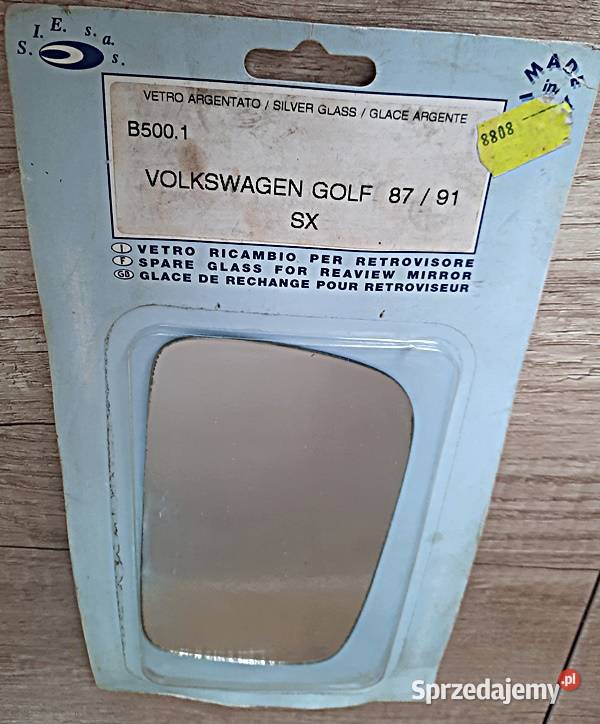 S. I. E. s. a. s.
MADE
in
VETRO ARGENTATO / SILVER GLASS / GLACE ARGENTE
8808
B500.1
VOLKSWAGEN GOLF 87 / 91
SX
I VETRO RICAMBIO PER RETROVISORE
F SPARE GLASS FOR REAVIEW MIRROR
GB GLACE DE RECHANGE POUR RETROVISEUR
Sprzedajemy.pl